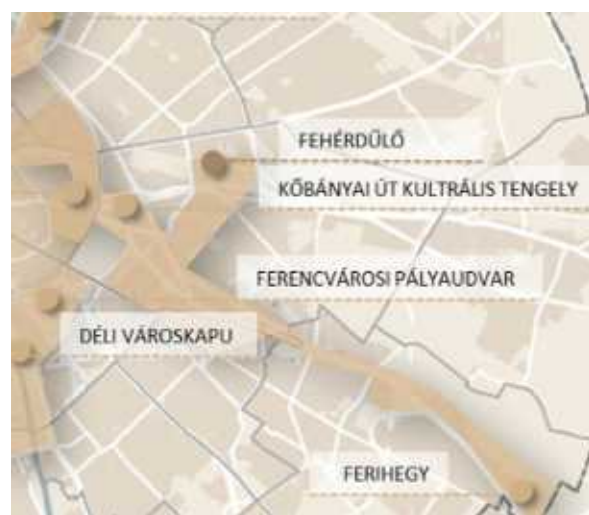 FEHÉRDŰLŐ
KŐBÁNYAI ÚT KULTRÁLIS TENGELY
FERENCVÁROSI PÁLYAUDVAR
DÉLI VÁROSKAPU
FERIHEGY